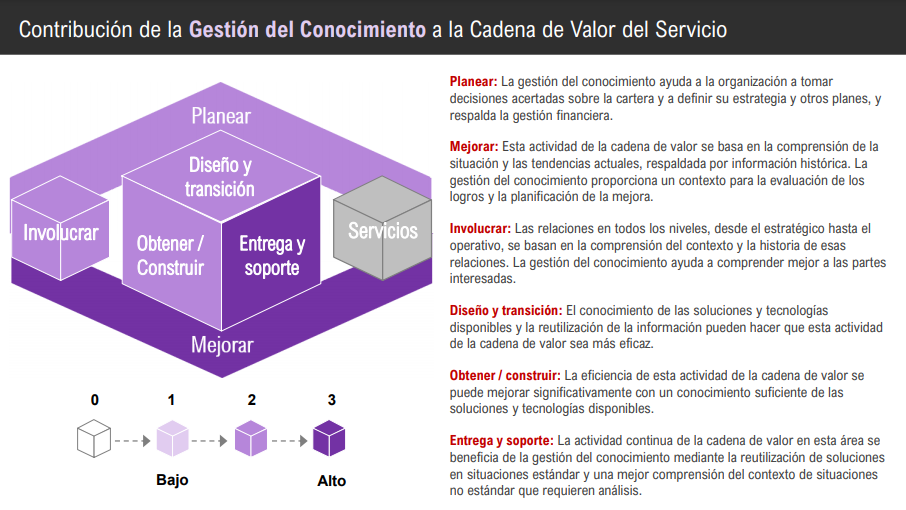 Contribución de la Gestión del Conocimiento a la Cadena de Valor del Servicio
Planear
Diseño y
transición
Involucrar
Obtener /
Construir
Entrega y
soporte
Servicios
Mejorar
0 1 2 3
Bajo Alto
Planear: La gestión del conocimiento ayuda a la organización a tomar
decisiones acertadas sobre la cartera y a definir su estrategia y otros planes, y
respalda la gestión financiera.
Mejorar: Esta actividad de la cadena de valor se basa en la comprensión de la
situación y las tendencias actuales, respaldada por información histórica. La
gestión del conocimiento proporciona un contexto para la evaluación de los
logros y la planificación de la mejora.
Involucrar: Las relaciones en todos los niveles, desde el estratégico hasta el
operativo, se basan en la comprensión del contexto y la historia de esas
relaciones. La gestión del conocimiento ayuda a comprender mejor a las partes
interesadas.
Diseño y transición: El conocimiento de las soluciones y tecnologías
disponibles y la reutilización de la información pueden hacer que esta actividad
de la cadena de valor sea más eficaz.
Obtener / construir: La eficiencia de esta actividad de la cadena de valor se
puede mejorar significativamente con un conocimiento suficiente de las
soluciones y tecnologías disponibles.
Entrega y soporte: La actividad continua de la cadena de valor en esta área se
beneficia de la gestión del conocimiento mediante la reutilización de soluciones
en situaciones estándar y una mejor comprensión del contexto de situaciones
no estándar que requieren análisis.